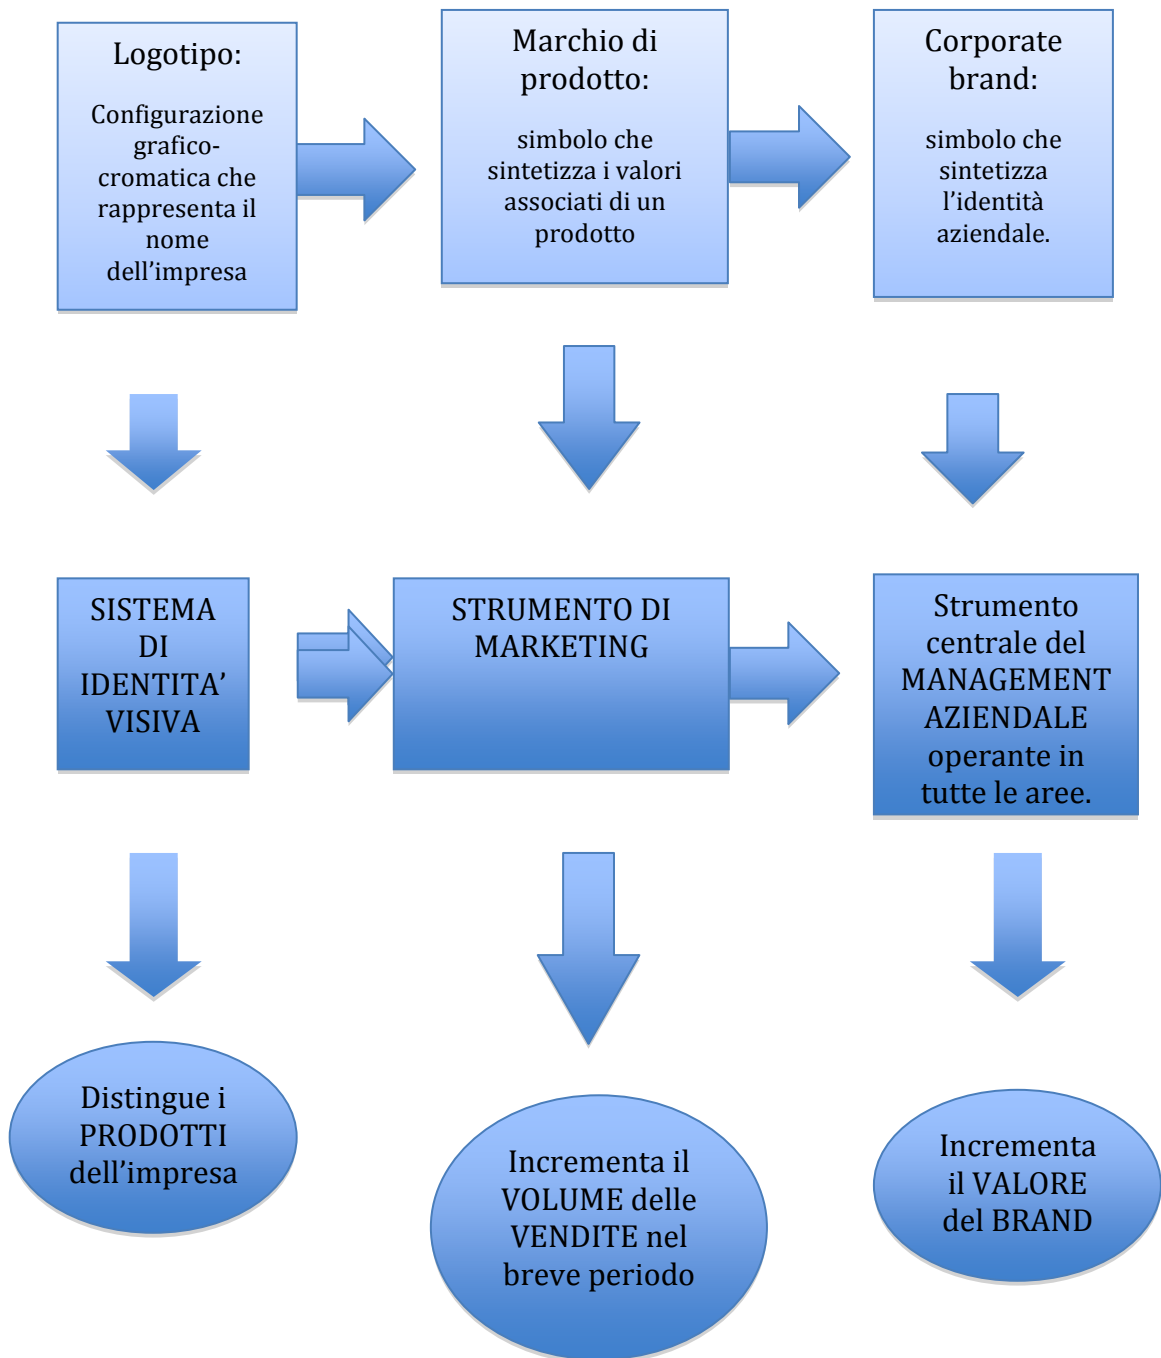 Logotipo:
Configurazione
grafico-
cromatica che
rappresenta il
nome
dell’impresa
Marchio di
prodotto:
simbolo che
sintetizza i valori
associati di un
prodotto
Corporate
brand:
simbolo che
sintetizza
l’identità
aziendale.
SISTEMA
DI
IDENTITA’
VISIVA
STRUMENTO DI
MARKETING
Strumento
centrale del
MANAGEMENT
AZIENDALE
operante in
tutte le aree.
Distingue i
PRODOTTI
dell’impresa
Incrementa il
VOLUME delle
VENDITE nel
breve periodo
Incrementa
il VALORE
del BRAND